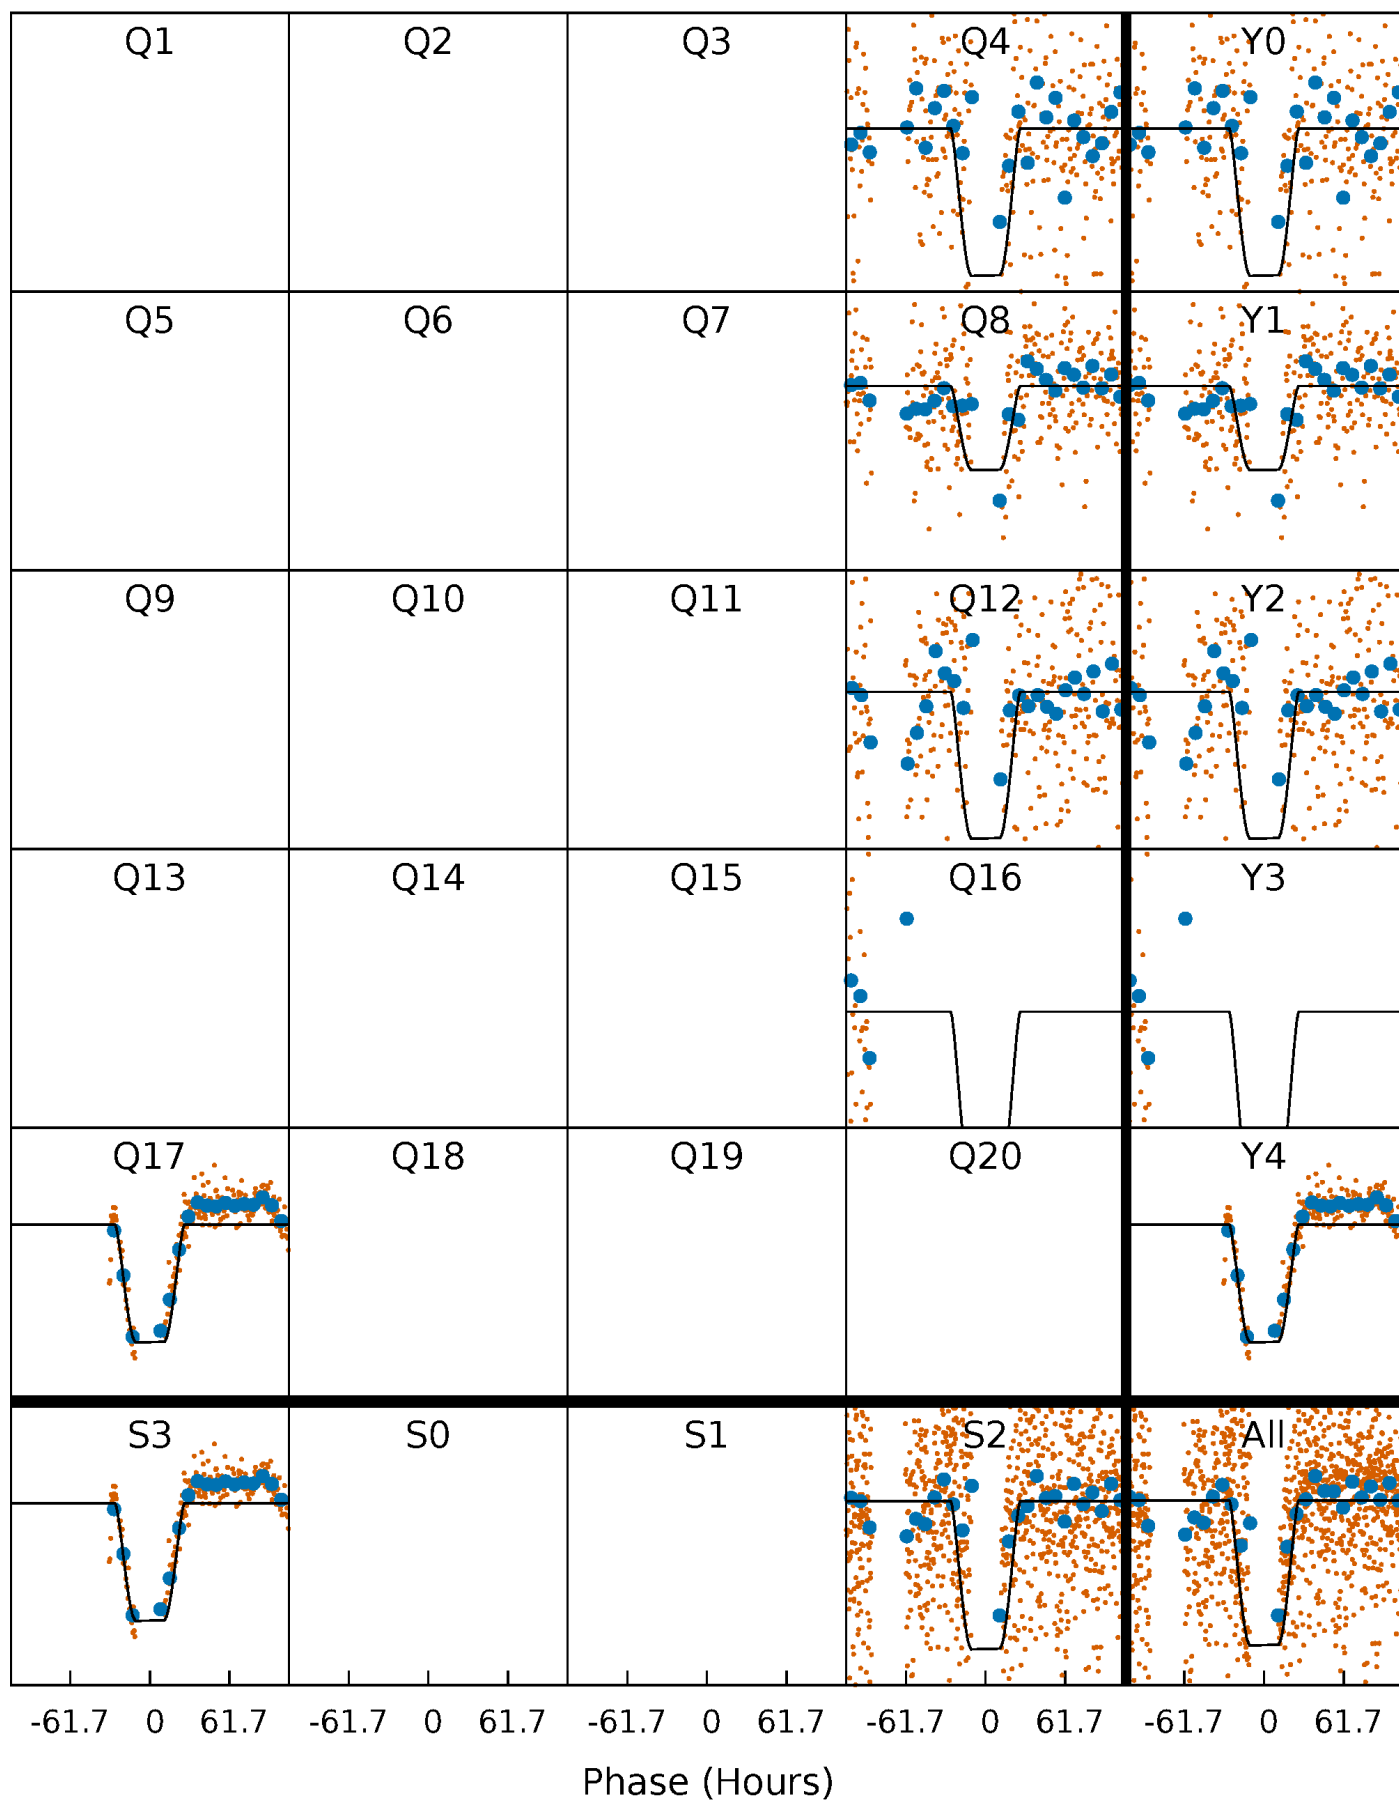 Q1 Q2 Q3 Q4 Y0
Q5 Q6 Q7 Q8 Y1
Q9 Q10 Q11 Q12 Y2
Q13 Q14 Q15 Q16 Y3
Q17 Q18 Q19 Q20 Y4
S3 S0 S1 S2 All
-61.7 0 61.7 -61.7 0 61.7 -61.7 0 61.7 -61.7 0 61.7 -61.7 0 61.7
Phase (Hours)